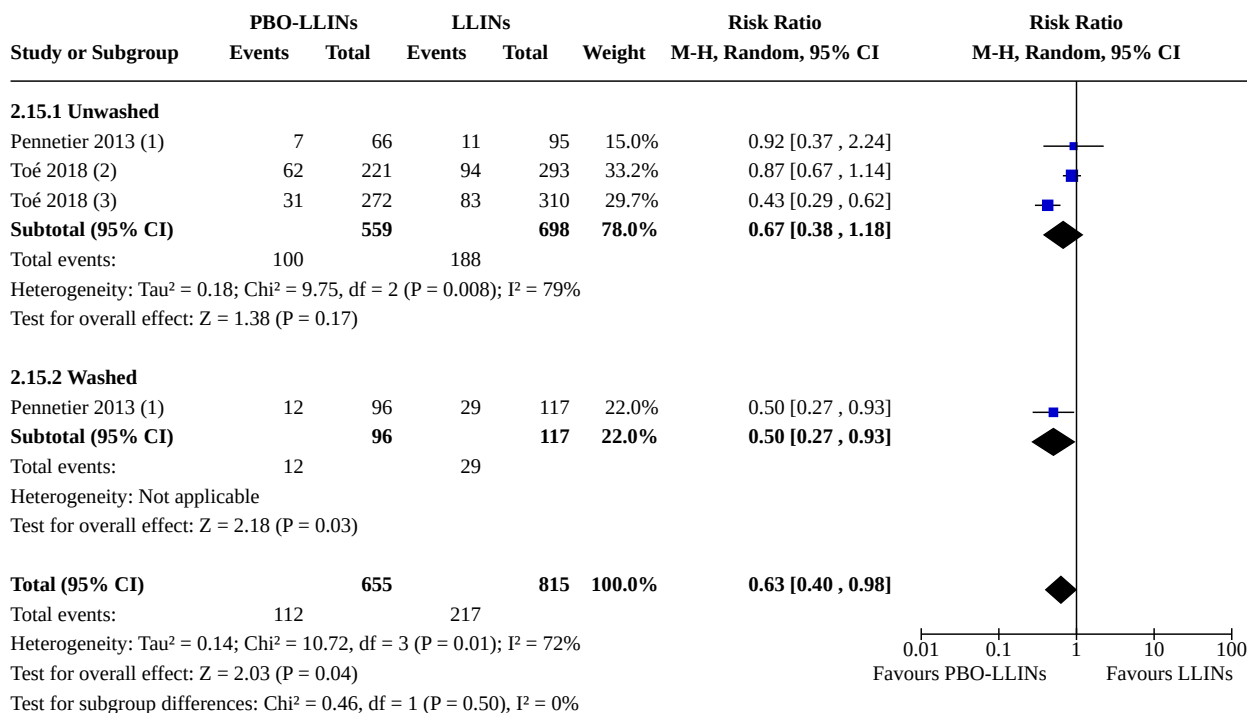 PBO-LLINs LLINs Risk Ratio Risk Ratio
Study or Subgroup Events Total Events Total Weight M-H, Random, 95% CI M-H, Random, 95% CI
2.15.1 Unwashed
Pennetier 2013 (1) 7 66 11 95 15.0% 0.92 [0.37 , 2.24]
Toé 2018 (2) 62 221 94 293 33.2% 0.87 [0.67 , 1.14]
Toé 2018 (3) 31 272 83 310 29.7% 0.43 [0.29 , 0.62]
Subtotal (95% CI) 559 698 78.0% 0.67 [0.38 , 1.18]
Total events: 100 188
Heterogeneity: Tau² = 0.18; Chi² = 9.75, df = 2 (P = 0.008); I² = 79%
Test for overall effect: Z = 1.38 (P = 0.17)
2.15.2 Washed
Pennetier 2013 (1) 12 96 29 117 22.0% 0.50 [0.27 , 0.93]
Subtotal (95% CI) 96 117 22.0% 0.50 [0.27 , 0.93]
Total events: 12 29
Heterogeneity: Not applicable
Test for overall effect: Z = 2.18 (P = 0.03)
Total (95% CI) 655 815 100.0% 0.63 [0.40 , 0.98]
Total events: 112 217
Heterogeneity: Tau² = 0.14; Chi² = 10.72, df = 3 (P = 0.01); I² = 72%
0.01 0.1 1 10 100
Test for overall effect: Z = 2.03 (P = 0.04)
Favours PBO-LLINs Favours LLINs
Test for subgroup differences: Chi² = 0.46, df = 1 (P = 0.50), I² = 0%